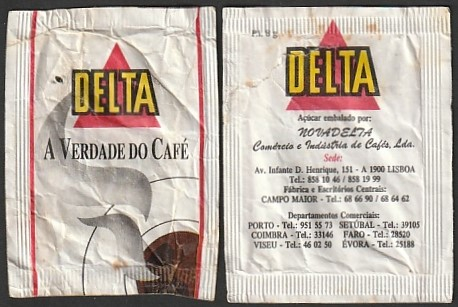 DELTA
A VERDADE DO CAFÉ
DELTA
Açúcar embalado por:
NOVADELTA
Comércio e Indústria de Cafés, Lda.
Sede:
Av. Infante D. Henrique, 151 - A 1900 LISBOA
Tel.: 858 10 46 / 858 19 99
Fábrica e Escritórios Centrais:
CAMPO MAIOR - Tel.: 68 66 90 / 68 64 62
Departamentos Comerciais:
PORTO - Tel.: 951 55 73 SETÚBAL - Tel.: 39105
COIMBRA - Tel.: 33146 FARO - Tel.: 28520
VISEU - Tel.: 46 02 50 ÉVORA - Tel.: 25188